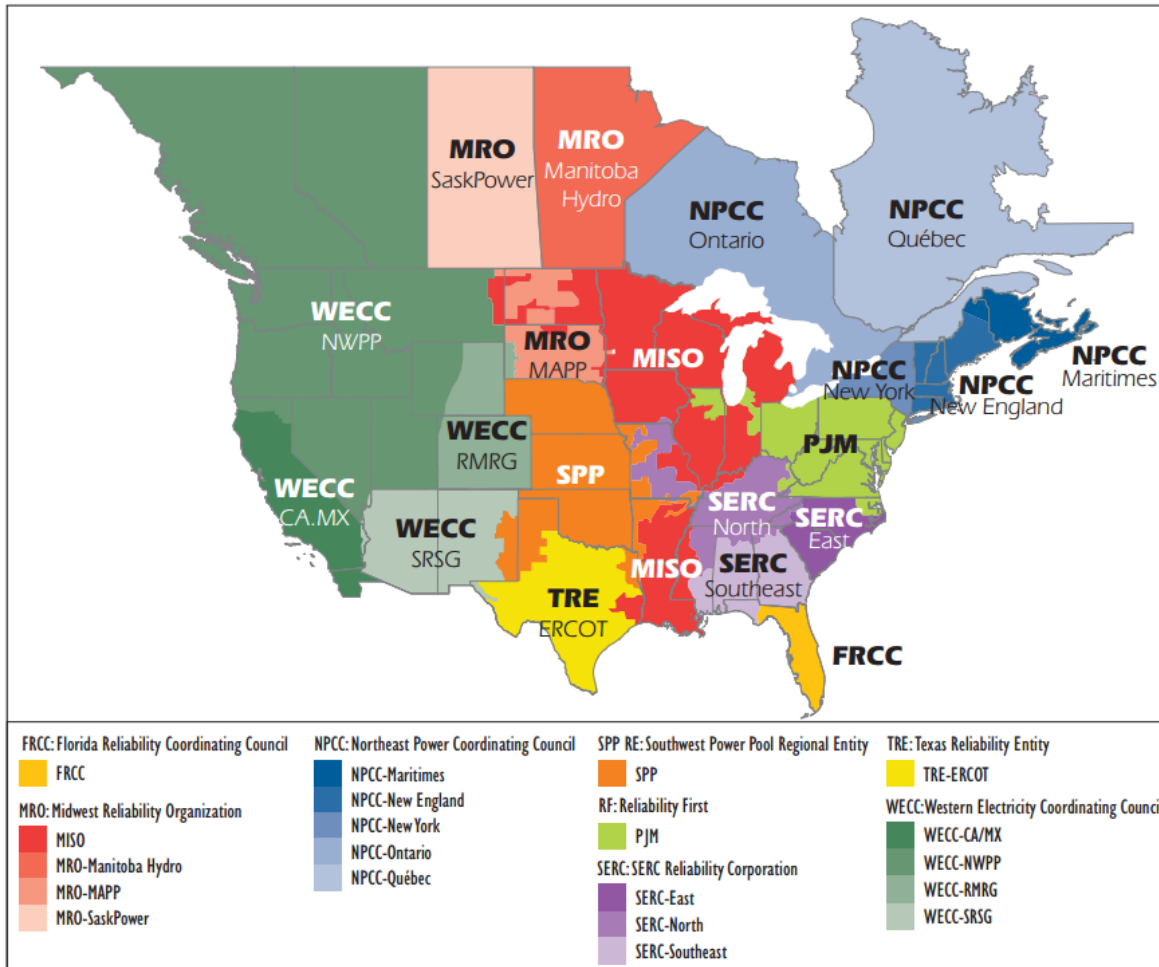 MRO
SaskPower
MRO
Manitoba
Hydro
NPCC
Ontario
NPCC
Québec
WECC
NWPP
MRO
MAPP
MISO
NPCC
New York
NPCC
New England
NPCC
Maritimes
WECC
RMRG
SPP
PJM
WECC
CA.MX
WECC
SRSG
SERC
North
SERC
East
MISO
SERC
Southeast
TRE
ERCOT
FRCC
FRCC: Florida Reliability Coordinating Council
FRCC
MRO: Midwest Reliability Organization
MISO
MRO-Manitoba Hydro
MRO-MAPP
MRO-SaskPower
NPCC: Northeast Power Coordinating Council
NPCC-Maritimes
NPCC-New England
NPCC-New York
NPCC-Ontario
NPCC-Québec
SPP RE: Southwest Power Pool Regional Entity
SPP
RF: Reliability First
PJM
SERC: SERC Reliability Corporation
SERC-East
SERC-North
SERC-Southeast
TRE: Texas Reliability Entity
TRE-ERCOT
WECC: Western Electricity Coordinating Council
WECC-CA/MX
WECC-NWPP
WECC-RMRG
WECC-SRSG